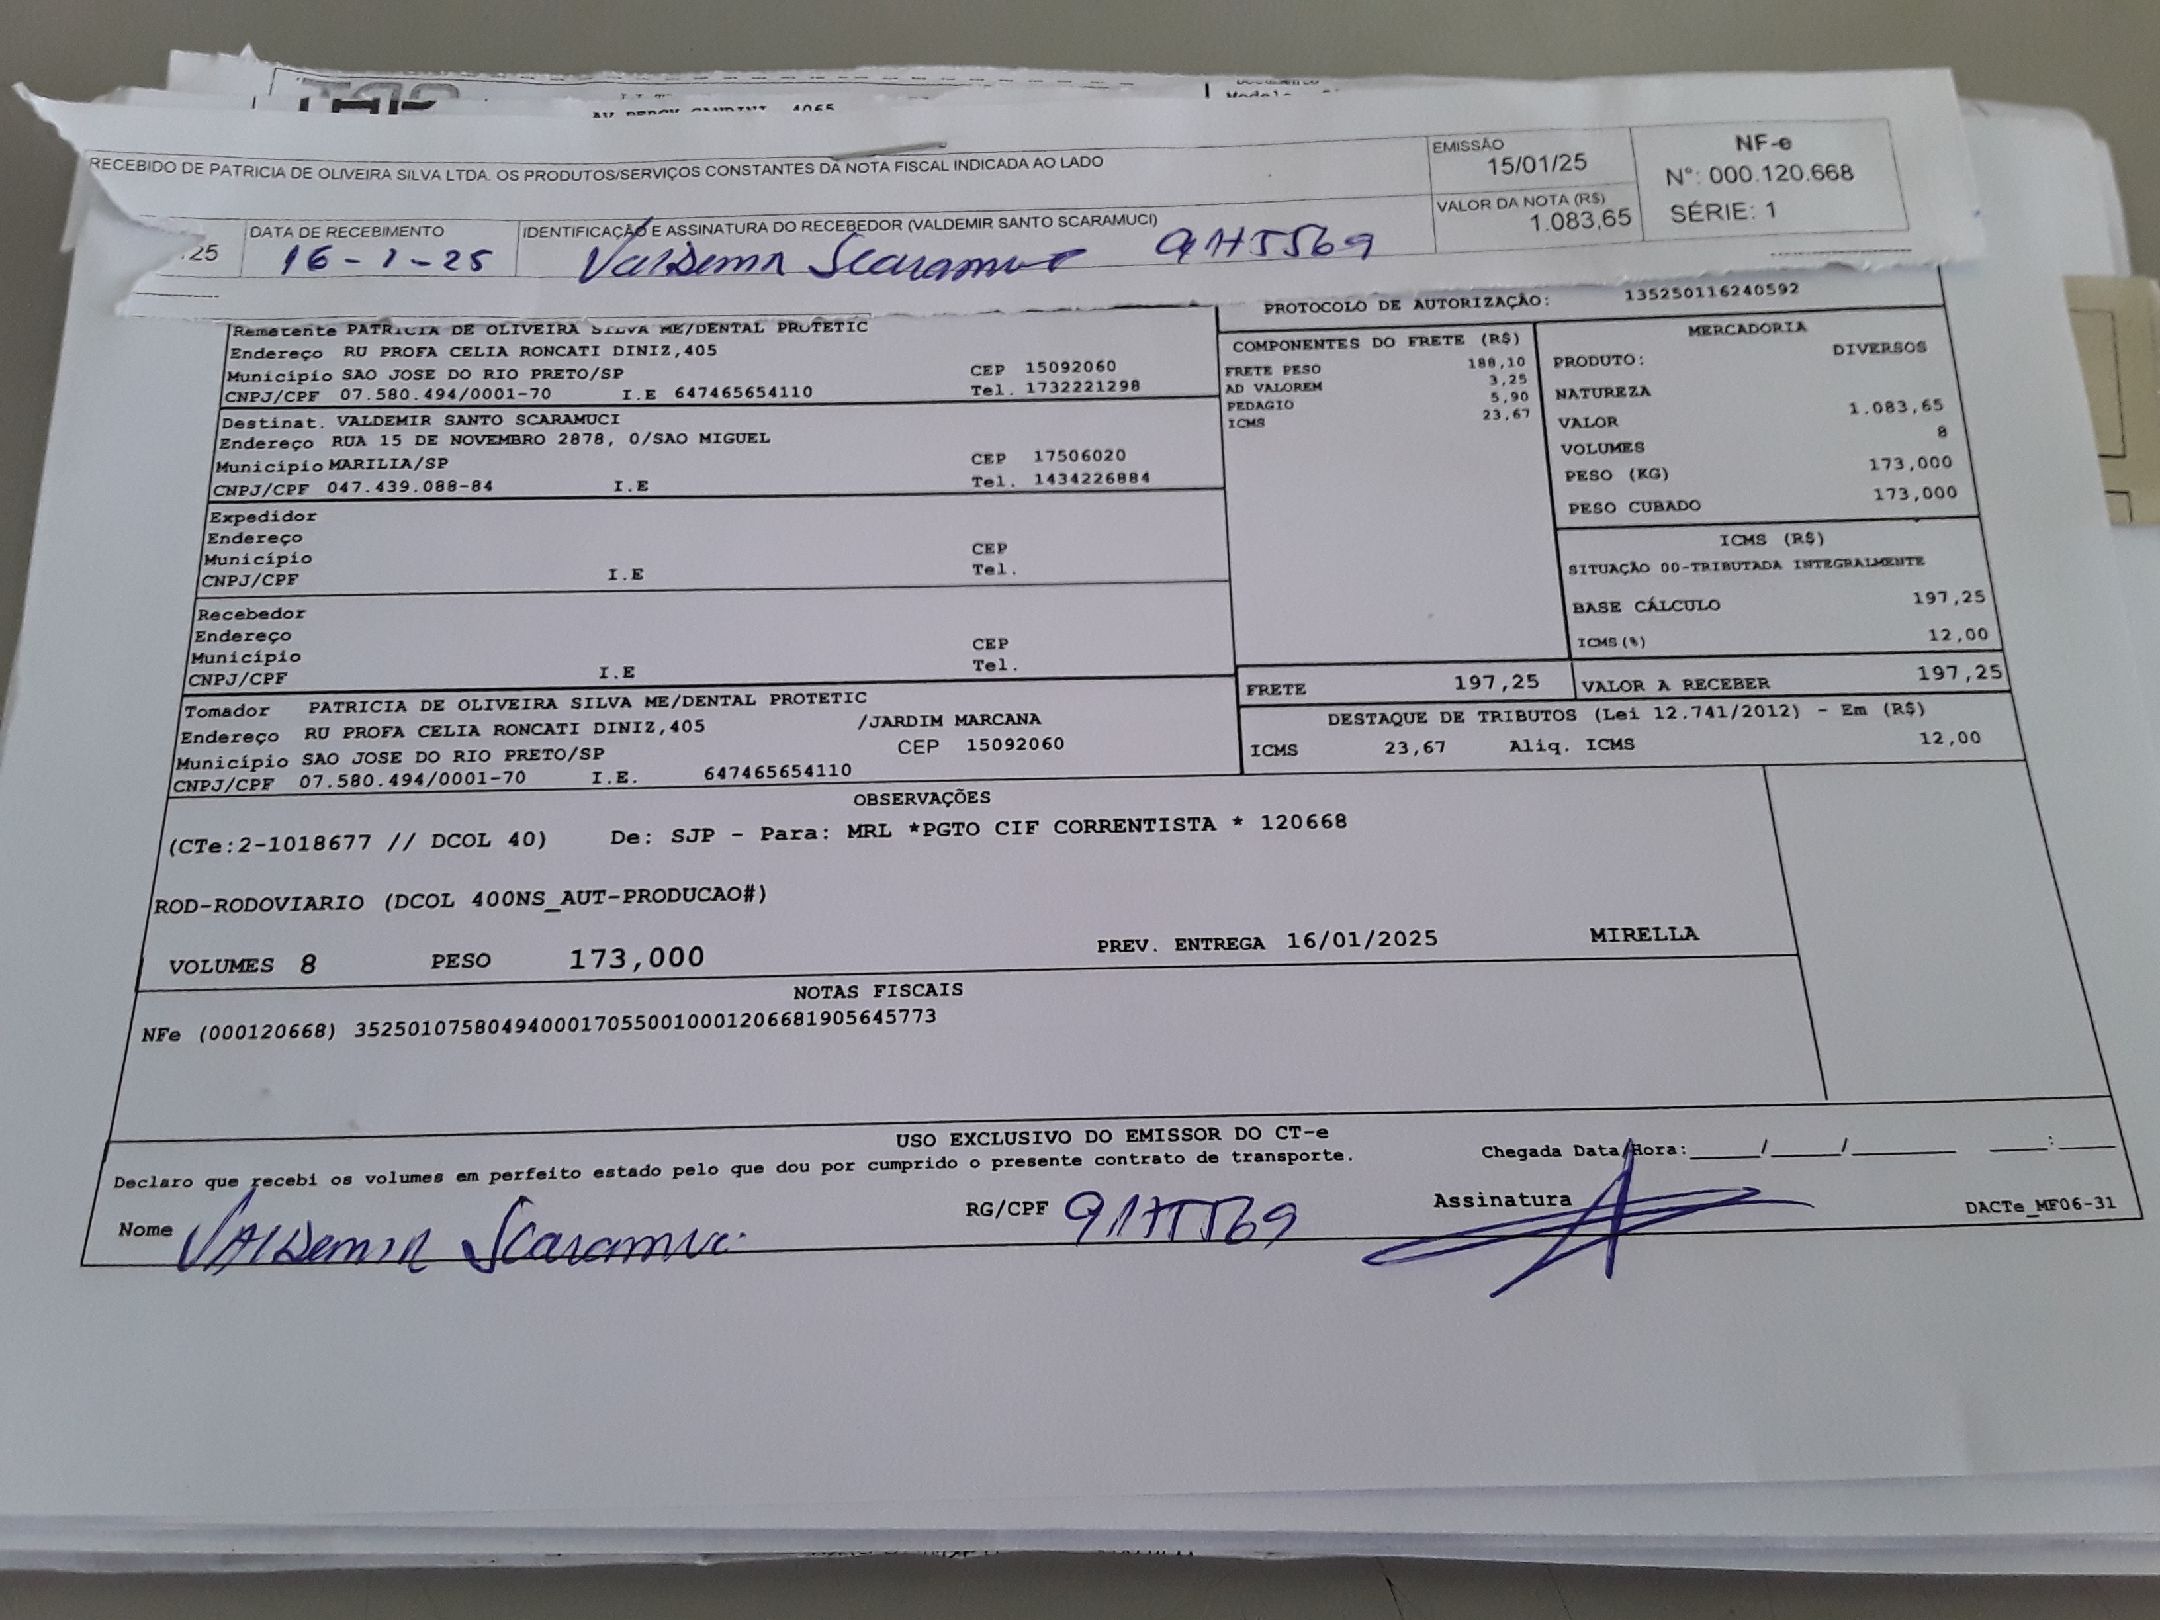 RECEBIDO DE PATRICIA DE OLIVEIRA SILVA LTDA. OS PRODUTOS/SERVIÇOS CONSTANTES DA NOTA FISCAL INDICADA AO LADO
EMISSÃO
15/01/25
VALOR DA NOTA (R$)
1.083,65
NF-e
N°: 000.120.668
SÉRIE: 1
25
DATA DE RECEBIMENTO
16-1-25
IDENTIFICAÇÃO E ASSINATURA DO RECEBEDOR (VALDEMIR SANTO SCARAMUCI)
Valdemir Scaramuci
PROTOCOLO DE AUTORIZAÇÃO: 135250116240592
Remetente PATRICIA DE OLIVEIRA SILVA ME/DENTAL PROTETIC
Endereço RU PROFA CELIA RONCATI DINIZ,405
Município SAO JOSE DO RIO PRETO/SP CEP 15092060
CNPJ/CPF 07.580.494/0001-70 I.E 647465654110 Tel. 1732221298
Destinat. VALDEMIR SANTO SCARAMUCI
Endereço RUA 15 DE NOVEMBRO 2878, 0/SAO MIGUEL
Município MARILIA/SP CEP 17506020
CNPJ/CPF 047.439.088-84 I.E Tel. 1434226884
Expedidor
Endereço
Município CEP
CNPJ/CPF I.E Tel.
Recebedor
Endereço
Município CEP
CNPJ/CPF I.E Tel.
Tomador PATRICIA DE OLIVEIRA SILVA ME/DENTAL PROTETIC
Endereço RU PROFA CELIA RONCATI DINIZ,405 /JARDIM MARCANA
Município SAO JOSE DO RIO PRETO/SP CEP 15092060
CNPJ/CPF 07.580.494/0001-70 I.E. 647465654110
COMPONENTES DO FRETE (R$)
FRETE PESO 188,10
AD VALOREM 3,25
PEDAGIO 5,90
ICMS 23,67
MERCADORIA
PRODUTO: DIVERSOS
NATUREZA
VALOR 1.083,65
VOLUMES 8
PESO (KG) 173,000
PESO CUBADO 173,000
ICMS (R$)
SITUAÇÃO 00-TRIBUTADA INTEGRALMENTE
BASE CÁLCULO 197,25
ICMS(%) 12,00
FRETE 197,25 VALOR A RECEBER 197,25
DESTAQUE DE TRIBUTOS (Lei 12.741/2012) - Em (R$)
ICMS 23,67 Aliq. ICMS 12,00
OBSERVAÇÕES
(CTe:2-1018677 // DCOL 40) De: SJP - Para: MRL *PGTO CIF CORRENTISTA * 120668
ROD-RODOVIARIO (DCOL 400NS_AUT-PRODUCAO#)
VOLUMES 8 PESO 173,000 PREV. ENTREGA 16/01/2025 MIRELLA
NOTAS FISCAIS
NFe (000120668) 35250107580494000170550010001206681905645773
USO EXCLUSIVO DO EMISSOR DO CT-e
Declaro que recebi os volumes em perfeito estado pelo que dou por cumprido o presente contrato de transporte.
Chegada Data/Hora:_____/_____/________ ____:____
Nome Valdemir Scaramuci
RG/CPF
Assinatura
DACTe_MF06-31